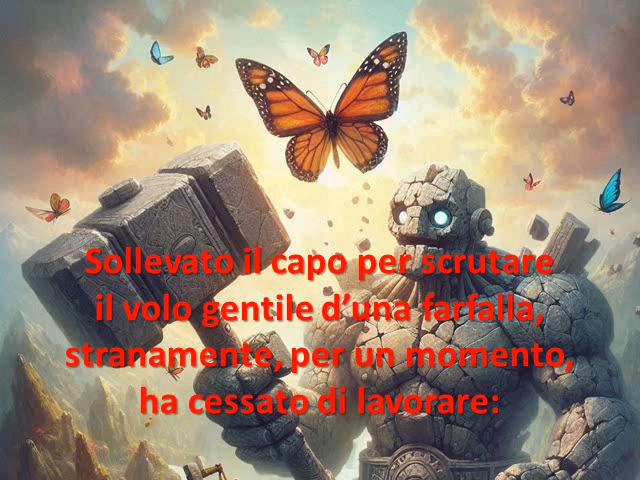 Sollevato il capo per scrutare
il volo gentile d’una farfalla,
stranamente, per un momento,
ha cessato di lavorare: